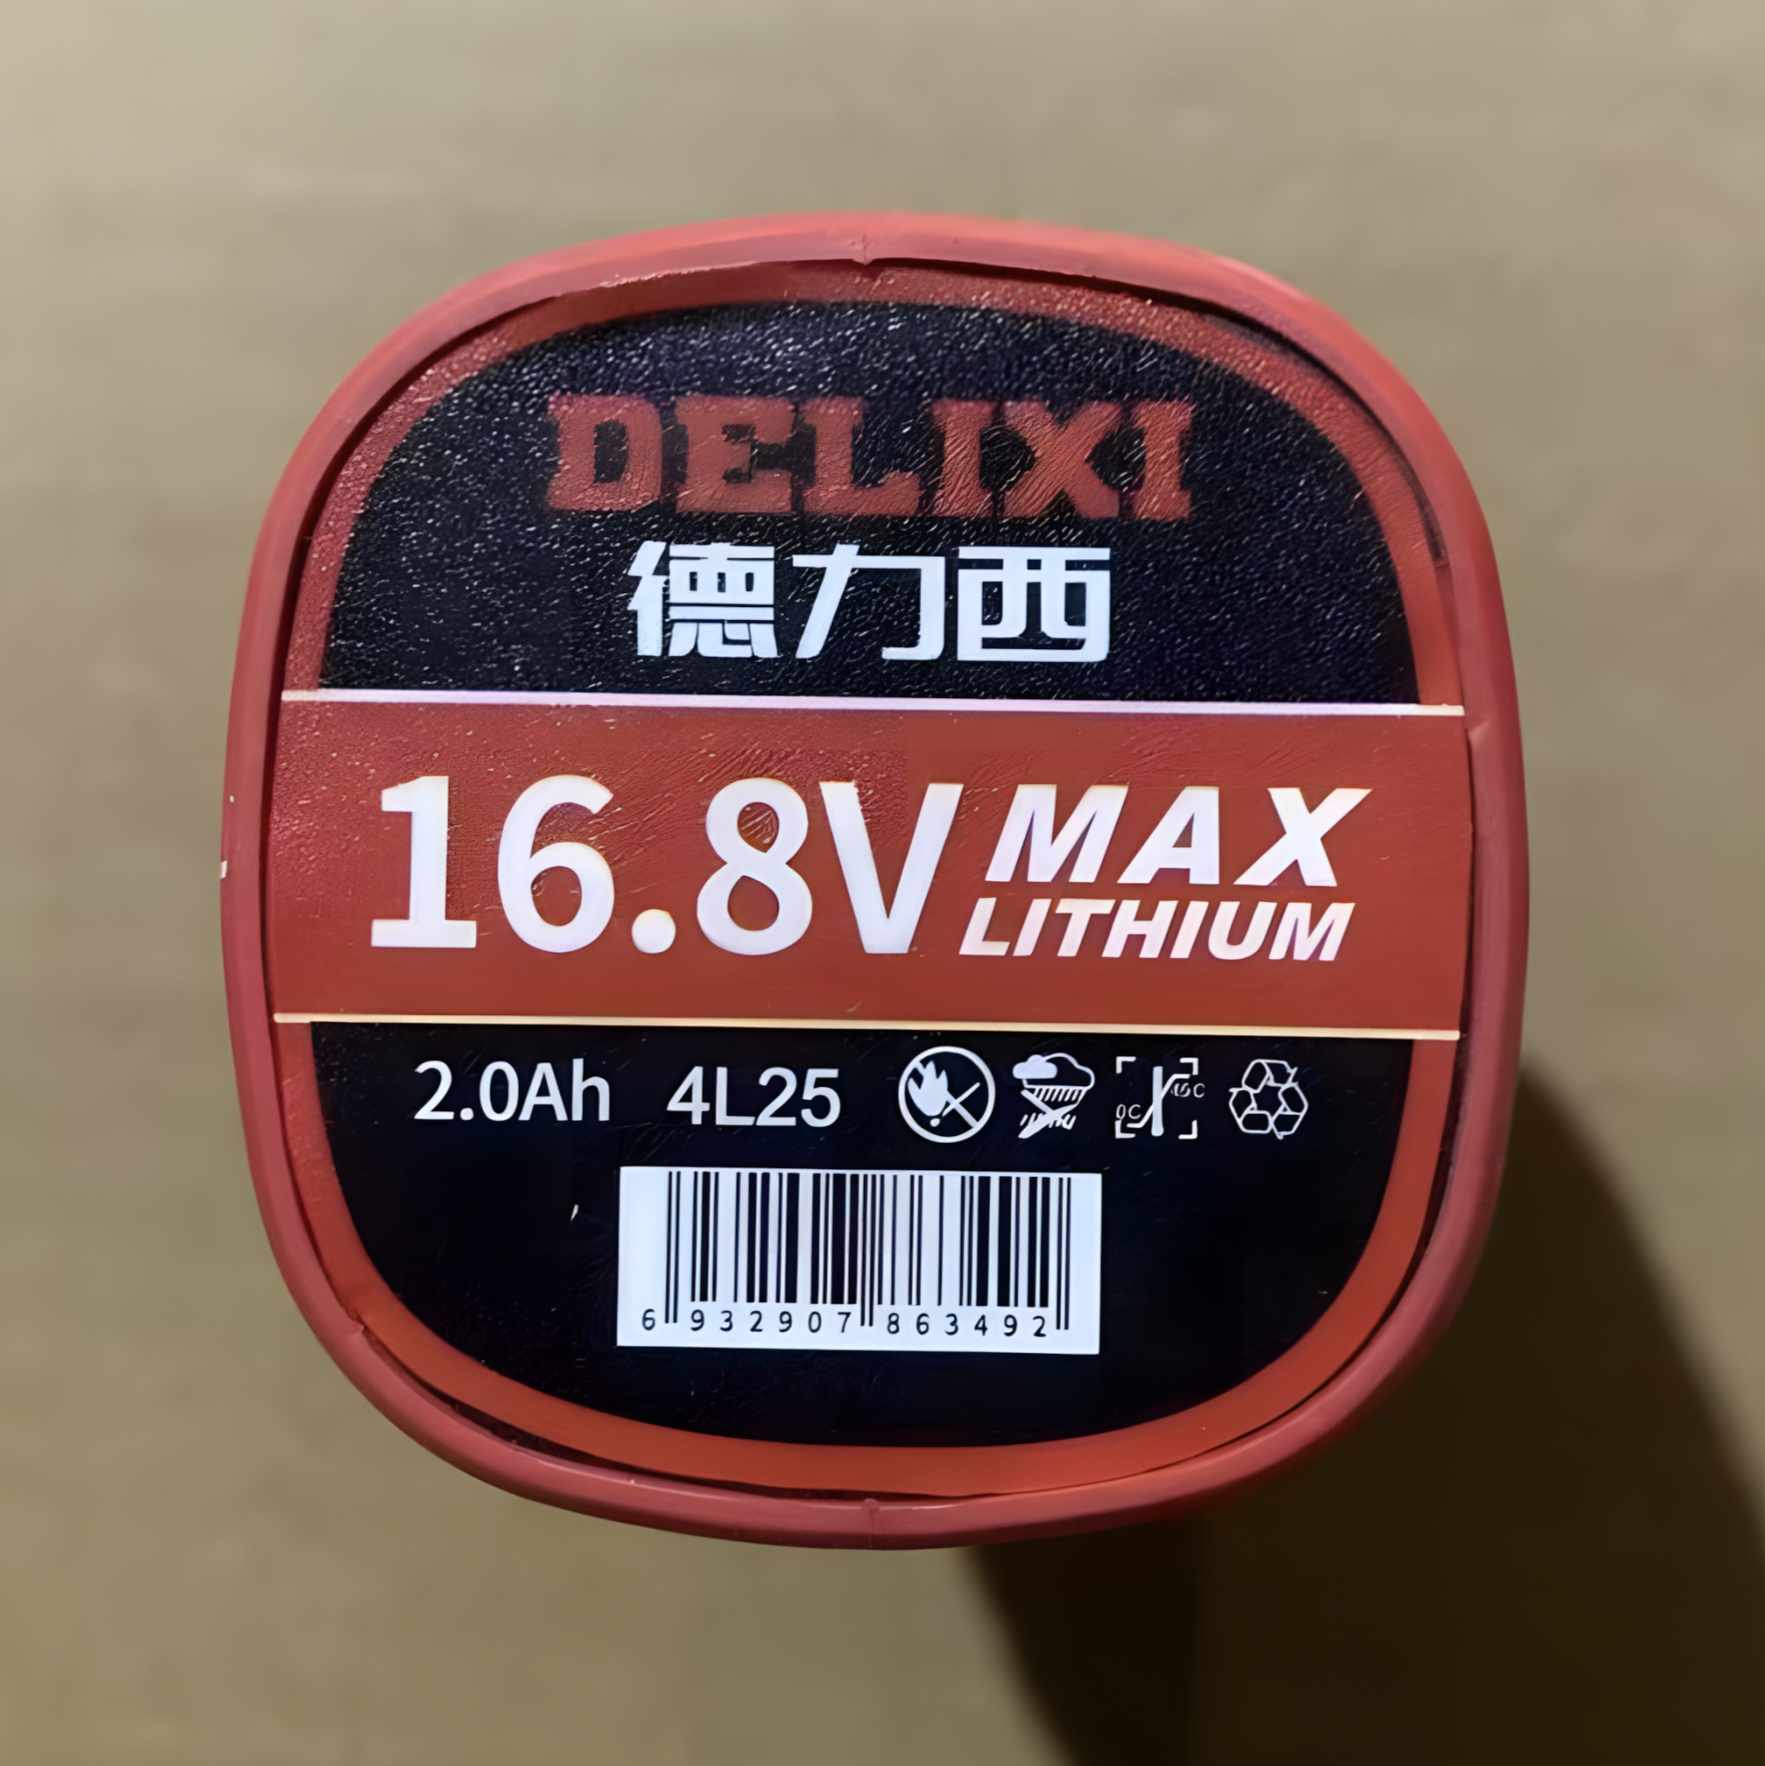 DELIXI
德力西
16.8V MAX
LITHIUM
2.0Ah 4L25
6 932907 863492